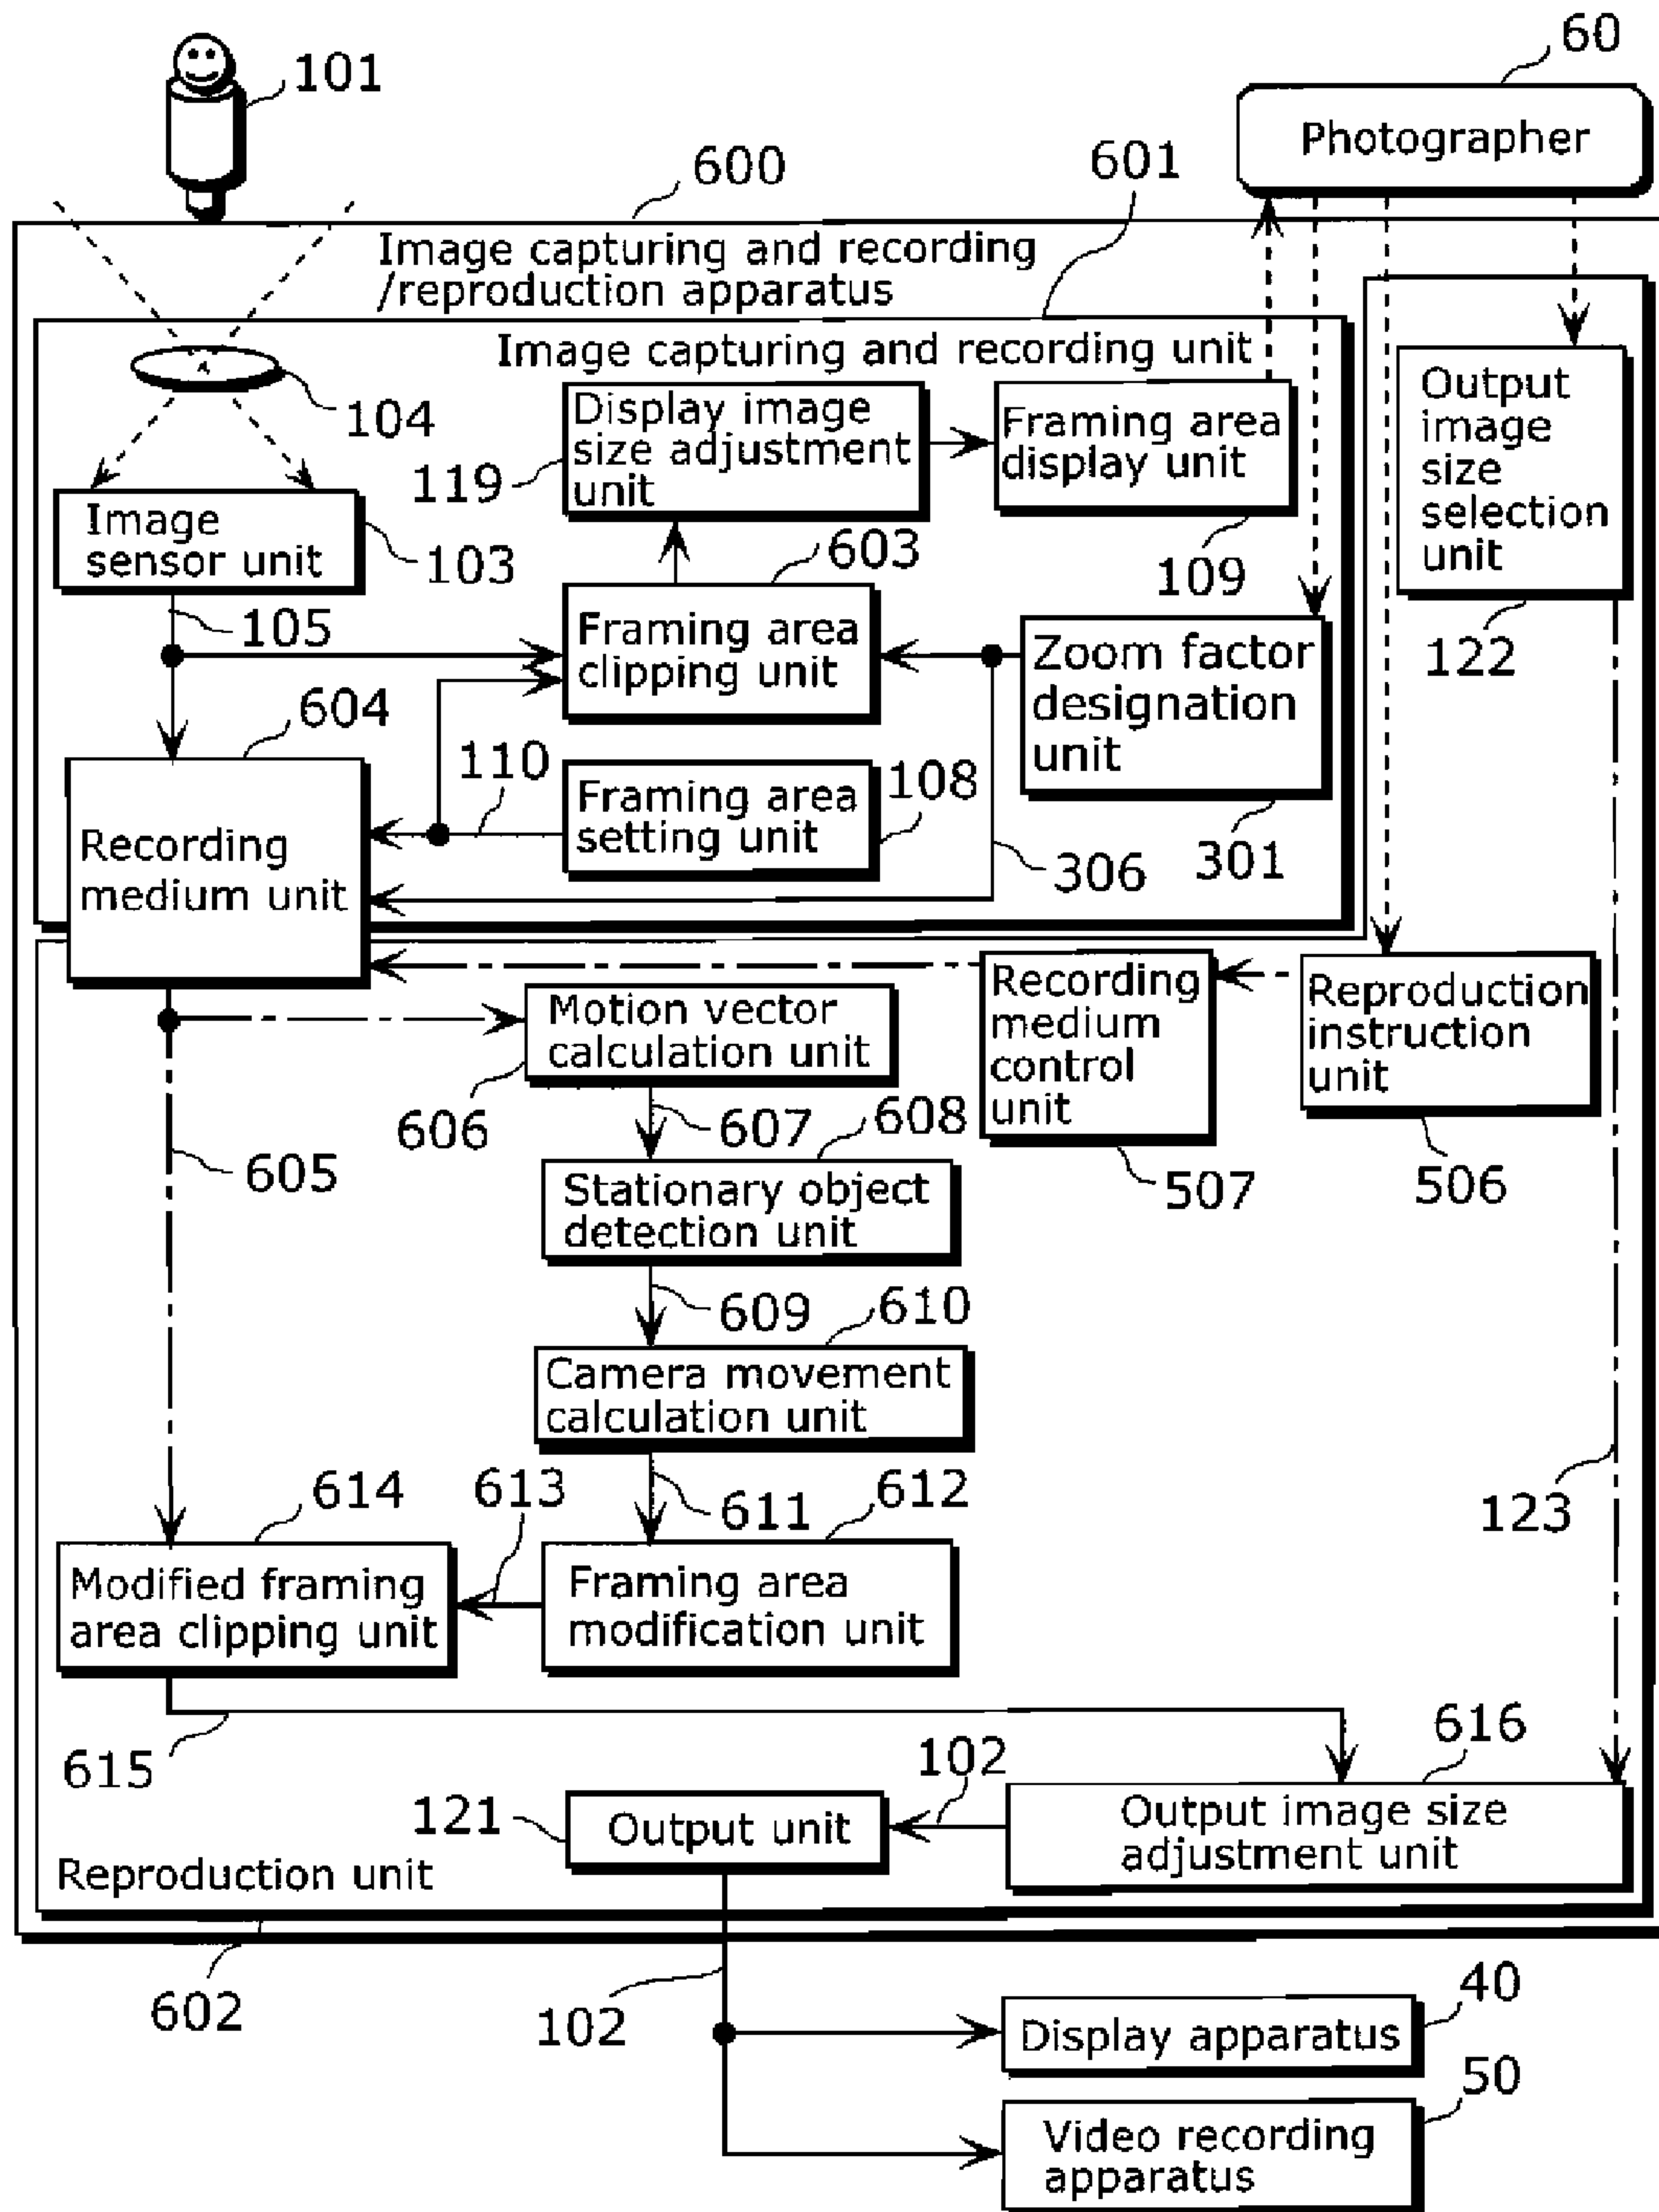 60
101
Photographer
600
601
Image capturing and recording
/reproduction apparatus
Image capturing and recording unit
104
Display image
size adjustment
unit
119
Framing area
display unit
109
Output
image
size
selection
unit
122
Image
sensor unit
103
105
603
Framing area
clipping unit
Zoom factor
designation
unit
301
604
Recording
medium unit
110
Framing area
setting unit
108
306
Motion vector
calculation unit
606
Recording
medium
control
unit
507
Reproduction
instruction
unit
506
605
607
608
Stationary object
detection unit
609
610
Camera movement
calculation unit
611
612
613
614
123
Modified framing
area clipping unit
Framing area
modification unit
615
616
102
121
Output unit
Output image size
adjustment unit
Reproduction unit
602
102
40
Display apparatus
50
Video recording
apparatus